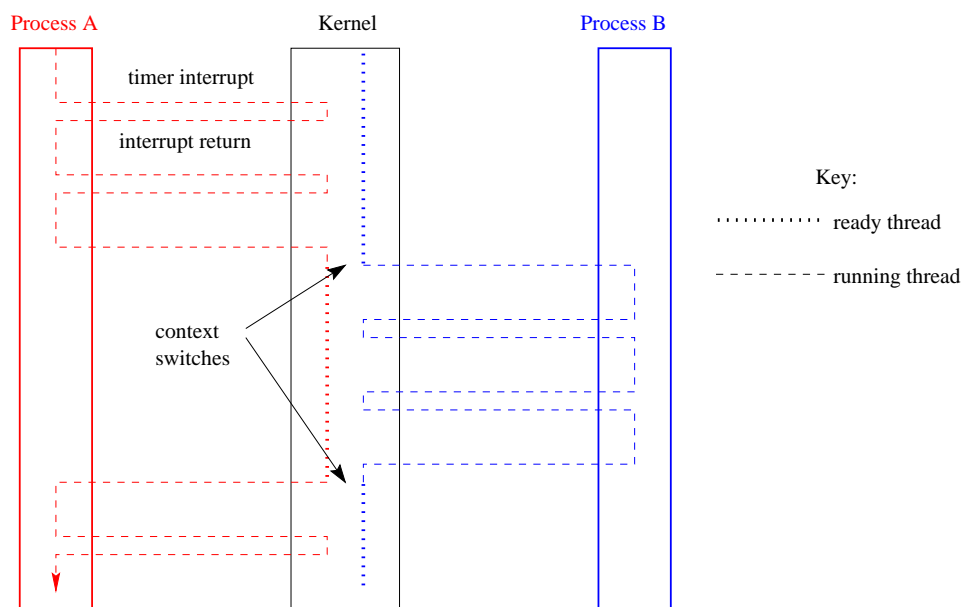 Process A
Kernel
Process B
timer interrupt
interrupt return
Key:
ready thread
running thread
context
switches